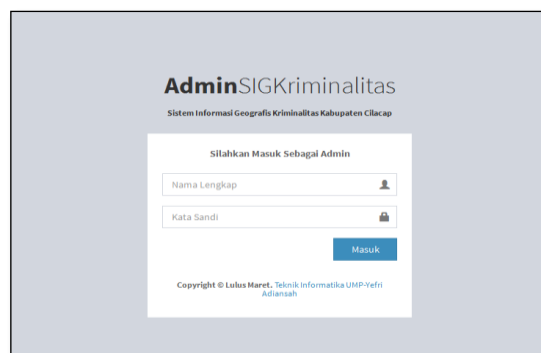 AdminSIGKriminalitas
Sistem Informasi Geografis Kriminalitas Kabupaten Cilacap
Silahkan Masuk Sebagai Admin
Nama Lengkap
Kata Sandi
Masuk
Copyright © Lulus Maret. Teknik Informatika UMP-Yefri
Adiansah